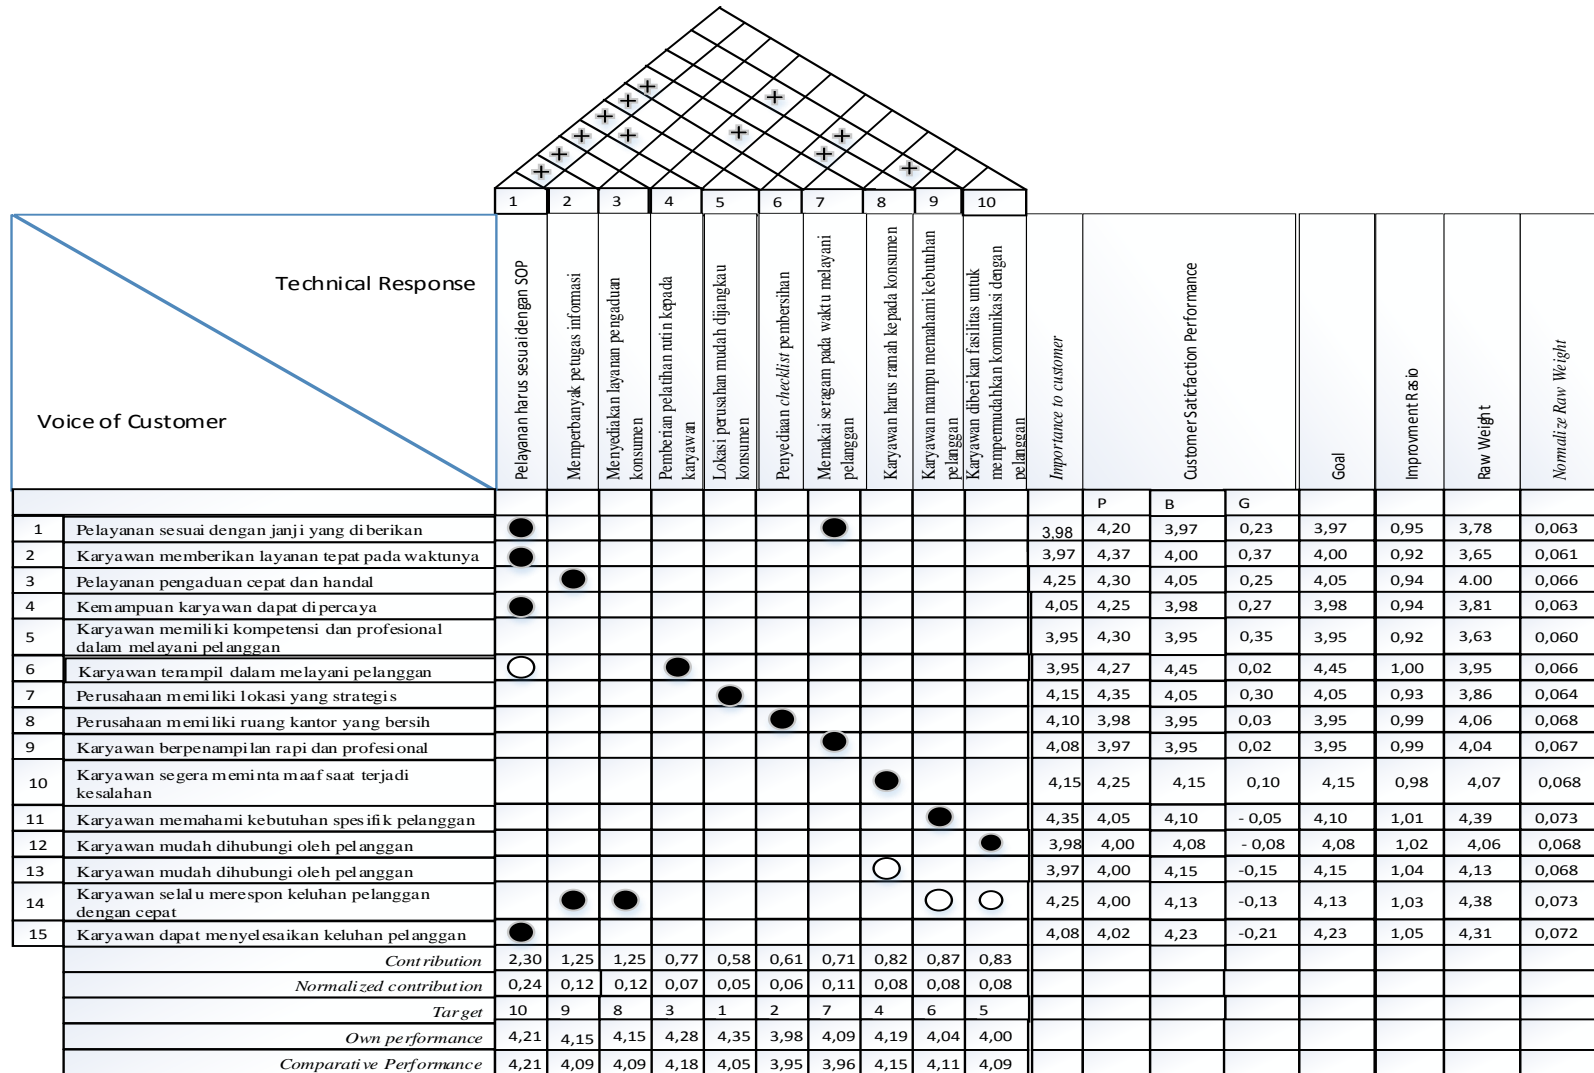 + + + + + + + + + + + + +
1 2 3 4 5 6 7 8 9 10
Technical Response
Voice of Customer
Pelayanan harus sesuai dengan SOP
Memperbanyak petugas informasi
Menyediakan layanan pengaduan
konsumen
Pemberian pelatihan rutin kepada
karyawan
Lokasi perusahan mudah dijangkau
konsumen
Penyediaan checklist pembersihan
Memakai seragam pada waktu melayani
pelanggan
Karyawan harus ramah kepada konsumen
Karyawan mampu memahami kebutuhan
pelanggan
Karyawan diberikan fasilitas untuk
mempermudahkan komunikasi dengan
pelanggan
Importance to customer
Customer Saticfaction Performance
Goal
Improvment Rasio
Raw Weight
Normalize Raw Weight
P B G
1 Pelayanan sesuai dengan janji yang diberikan 3,98 4,20 3,97 0,23 3,97 0,95 3,78 0,063
2 Karyawan memberikan layanan tepat pada waktunya 3,97 4,37 4,00 0,37 4,00 0,92 3,65 0,061
3 Pelayanan pengaduan cepat dan handal 4,25 4,30 4,05 0,25 4,05 0,94 4.00 0,066
4 Kemampuan karyawan dapat dipercaya 4,05 4,25 3,98 0,27 3,98 0,94 3,81 0,063
5 Karyawan memiliki kompetensi dan profesional
dalam melayani pelanggan 3,95 4,30 3,95 0,35 3,95 0,92 3,63 0,060
6 Karyawan terampil dalam melayani pelanggan 3,95 4,27 4,45 0,02 4,45 1,00 3,95 0,066
7 Perusahaan memiliki lokasi yang strategis 4,15 4,35 4,05 0,30 4,05 0,93 3,86 0,064
8 Perusahaan memiliki ruang kantor yang bersih 4,10 3,98 3,95 0,03 3,95 0,99 4,06 0,068
9 Karyawan berpenampilan rapi dan profesional 4,08 3,97 3,95 0,02 3,95 0,99 4,04 0,067
10 Karyawan segera meminta maaf saat terjadi
kesalahan 4,15 4,25 4,15 0,10 4,15 0,98 4,07 0,068
11 Karyawan memahami kebutuhan spesifik pelanggan 4,35 4,05 4,10 - 0,05 4,10 1,01 4,39 0,073
12 Karyawan mudah dihubungi oleh pelanggan 3,98 4,00 4,08 - 0,08 4,08 1,02 4,06 0,068
13 Karyawan mudah dihubungi oleh pelanggan 3,97 4,00 4,15 -0,15 4,15 1,04 4,13 0,068
14 Karyawan selalu merespon keluhan pelanggan
dengan cepat 4,25 4,00 4,13 -0,13 4,13 1,03 4,38 0,073
15 Karyawan dapat menyelesaikan keluhan pelanggan 4,08 4,02 4,23 -0,21 4,23 1,05 4,31 0,072
Contribution 2,30 1,25 1,25 0,77 0,58 0,61 0,71 0,82 0,87 0,83
Normalized contribution 0,24 0,12 0,12 0,07 0,05 0,06 0,11 0,08 0,08 0,08
Target 10 9 8 3 1 2 7 4 6 5
Own performance 4,21 4,15 4,15 4,28 4,35 3,98 4,09 4,19 4,04 4,00
Comparative Performance 4,21 4,09 4,09 4,18 4,05 3,95 3,96 4,15 4,11 4,09